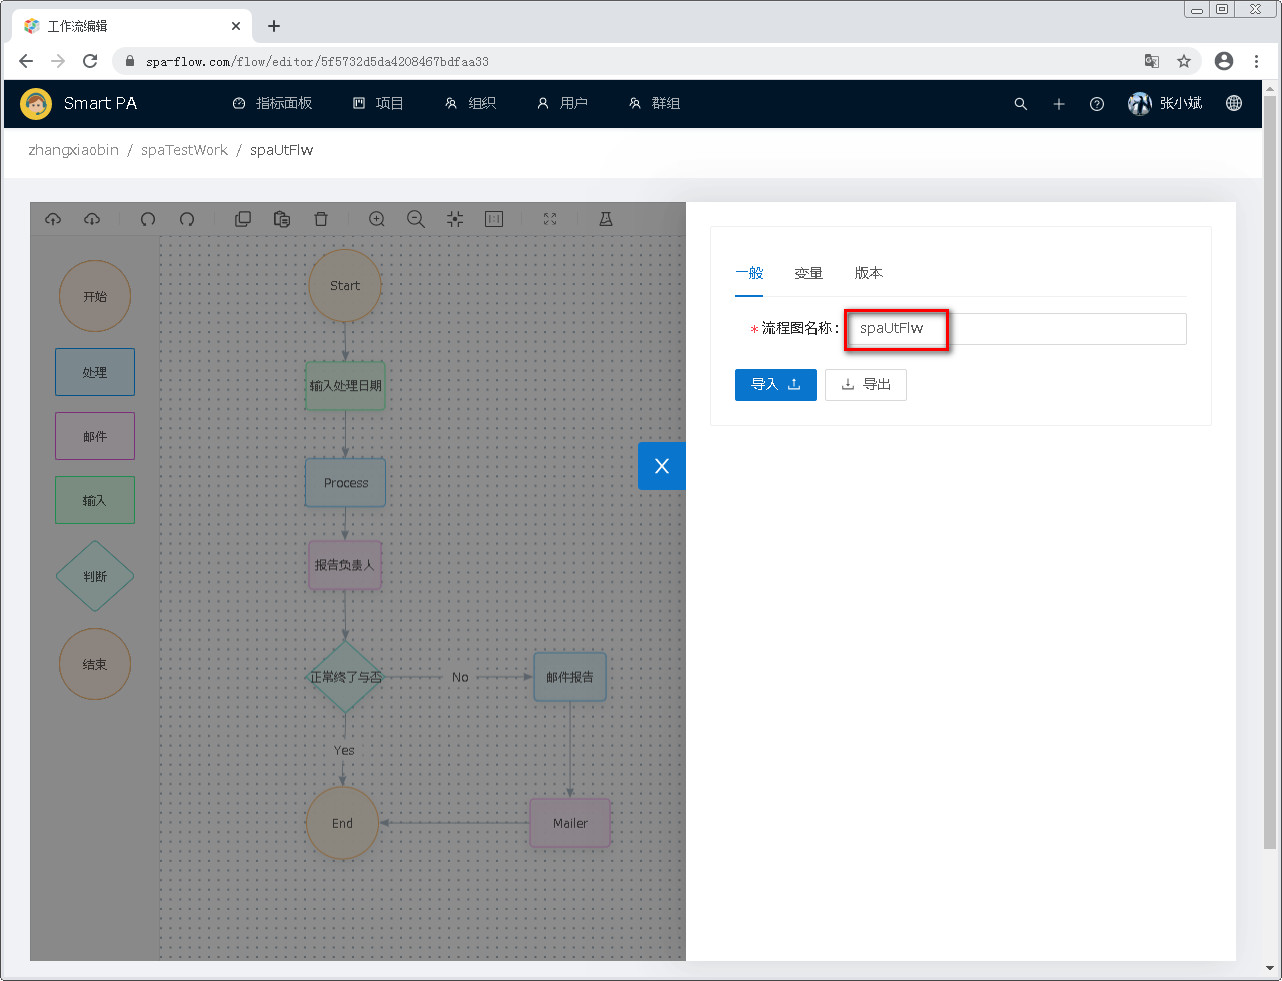 工作流编辑
spa-flow.com/flow/editor/5f5732d5da4208467bdfaa33
Smart PA 指标面板 项目 组织 用户 群组 张小斌
zhangxiaobin / spaTestWork / spaUtFlw
开始
处理
邮件
输入
判断
结束
Start
输入处理日期
Process
报告负责人
正常终了与否
No
邮件报告
Yes
End
Mailer
一般 变量 版本
*流程图名称: spaUtFlw
导入 导出